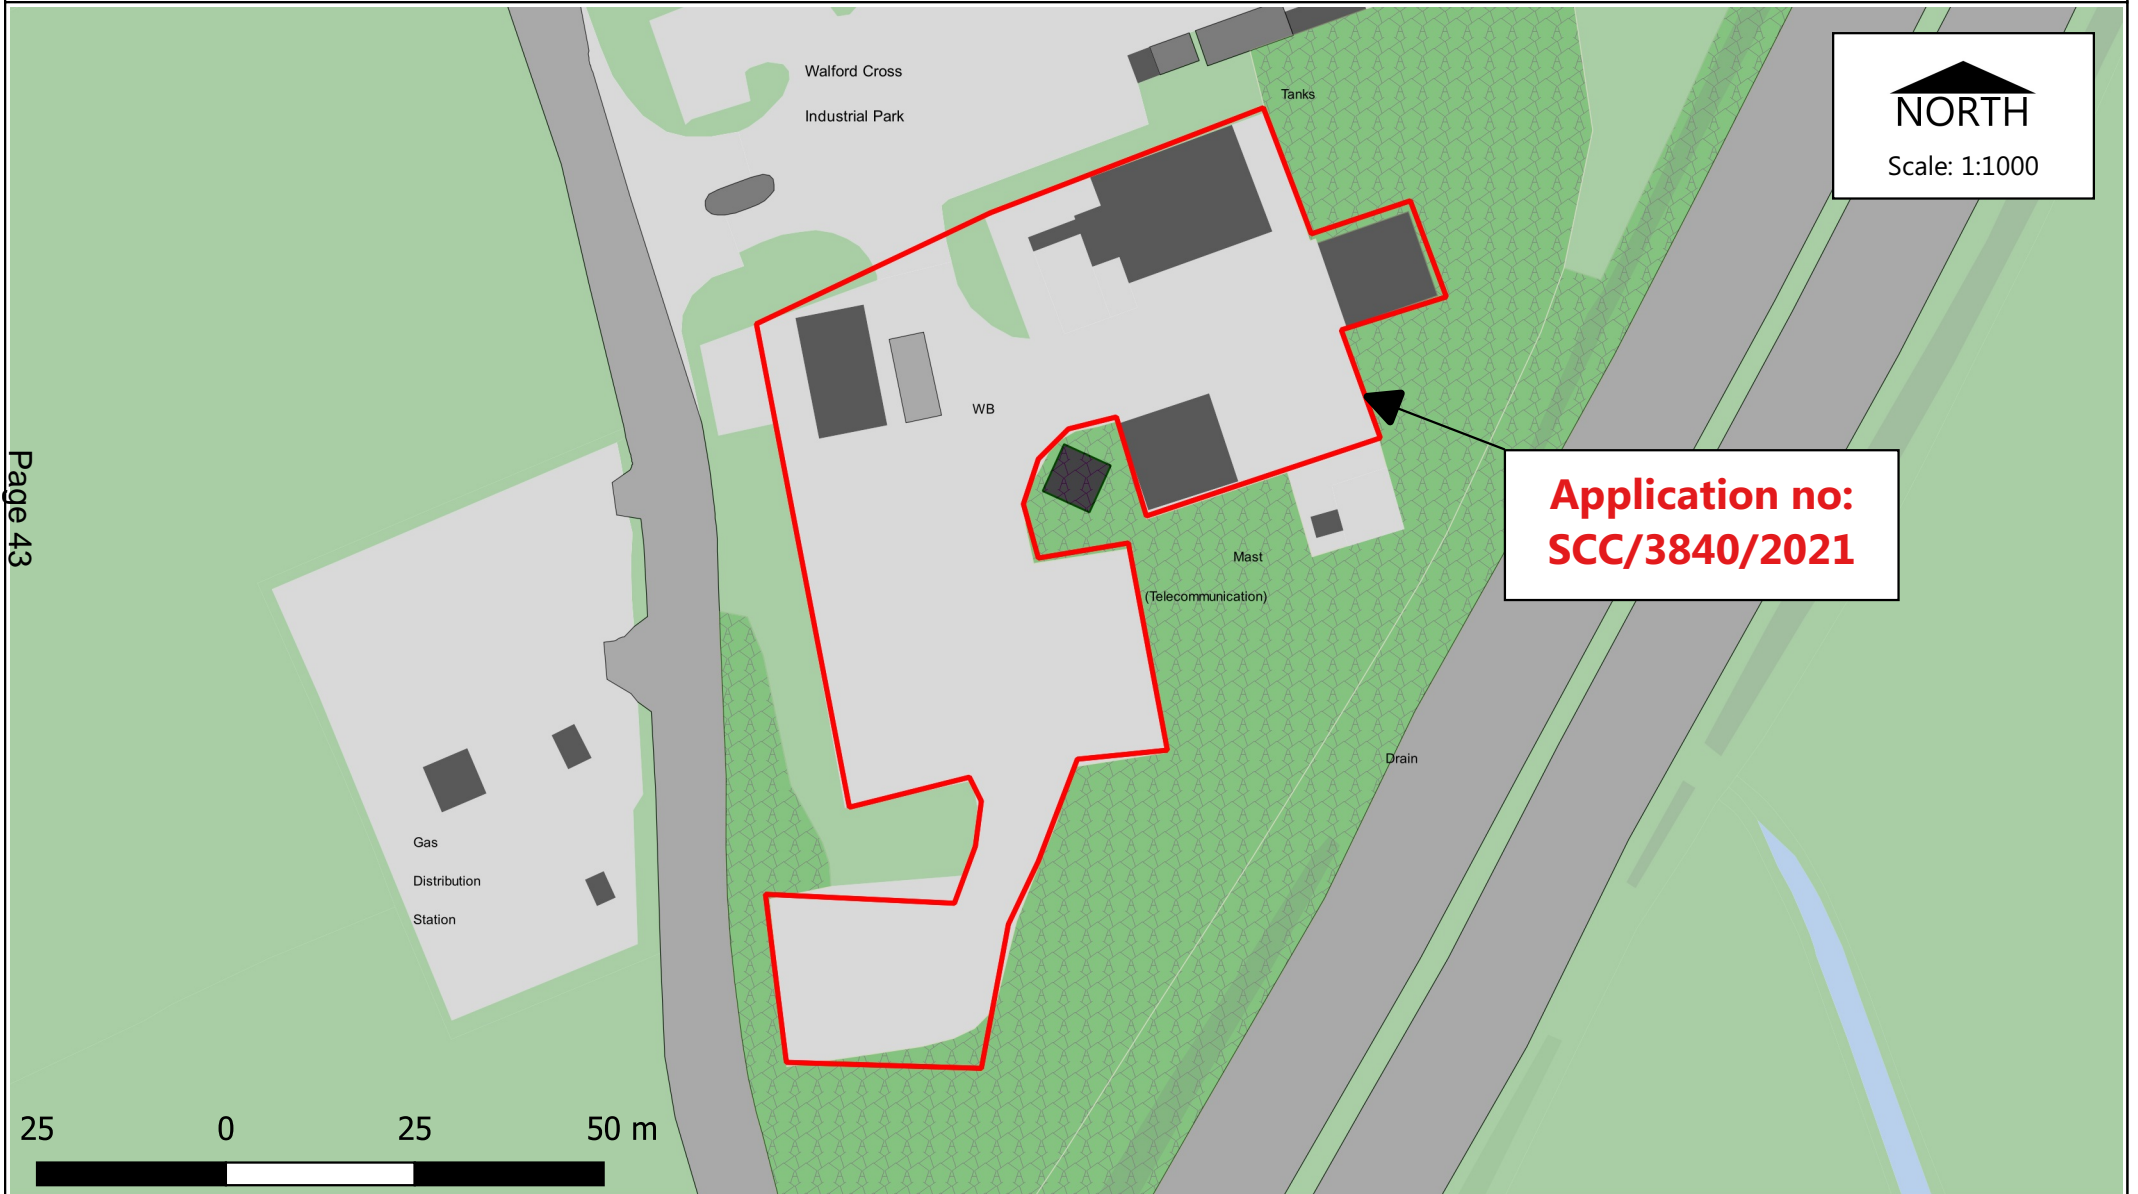 Walford Cross
Industrial Park
Tanks
NORTH
Scale: 1:1000
WB
Page 43
Application no:
SCC/3840/2021
Mast
(Telecommunication)
Drain
Gas
Distribution
Station
25 0 25 50 m